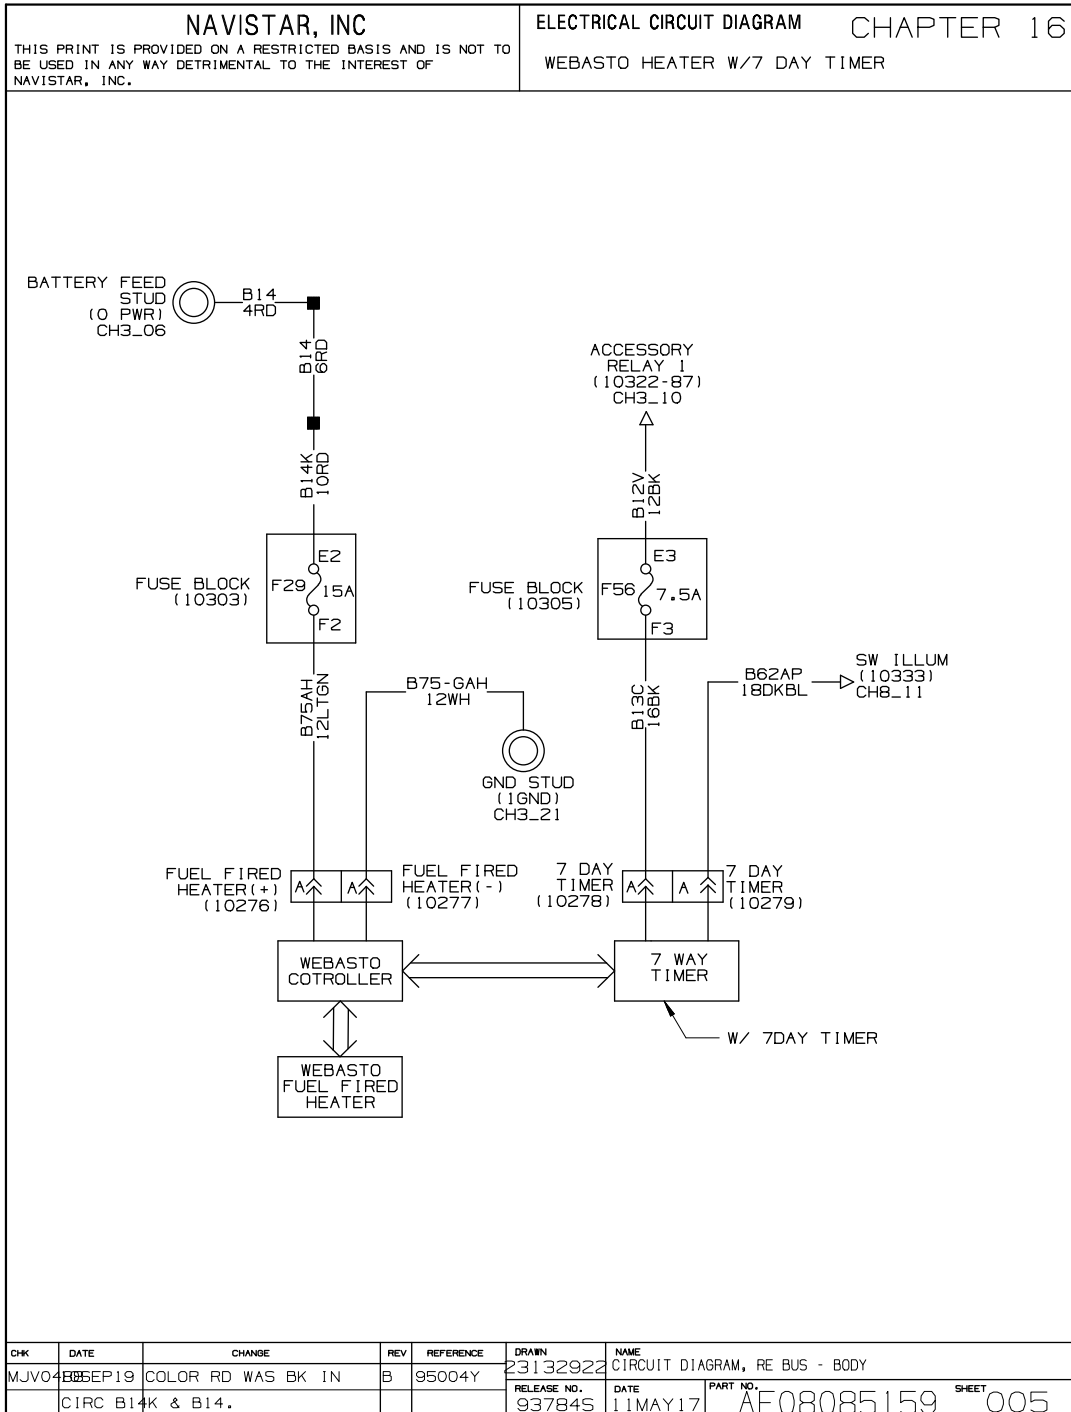 NAVISTAR, INC
THIS PRINT IS PROVIDED ON A RESTRICTED BASIS AND IS NOT TO
BE USED IN ANY WAY DETRIMENTAL TO THE INTEREST OF
NAVISTAR, INC.
ELECTRICAL CIRCUIT DIAGRAM
CHAPTER 16
WEBASTO HEATER W/7 DAY TIMER
BATTERY FEED
STUD
(O PWR)
CH3_06
B14
4RD
B14
6RD
B14K
10RD
ACCESSORY
RELAY 1
(10322-87)
CH3_10
B12V
12BK
FUSE BLOCK
(10303)
E2
F29
15A
F2
FUSE BLOCK
(10305)
E3
F56
7.5A
F3
B75AH
12LTGN
B75-GAH
12WH
GND STUD
(1GND)
CH3_21
B13C
16BK
B62AP
18DKBL
SW ILLUM
(10333)
CH8_11
FUEL FIRED
HEATER(+)
(10276)
A
A
FUEL FIRED
HEATER(-)
(10277)
7 DAY
TIMER
(10278)
A
A
7 DAY
TIMER
(10279)
WEBASTO
COTROLLER
7 WAY
TIMER
W/ 7DAY TIMER
WEBASTO
FUEL FIRED
HEATER
CHK
DATE
CHANGE
REV
REFERENCE
SEP19
COLOR RD WAS BK IN
B
95004Y
CIRC B14K & B14.
DRAWN
23132922
NAME
CIRCUIT DIAGRAM, RE BUS - BODY
RELEASE NO.
93784S
DATE
11MAY17
PART NO.
AF08085159
SHEET
005